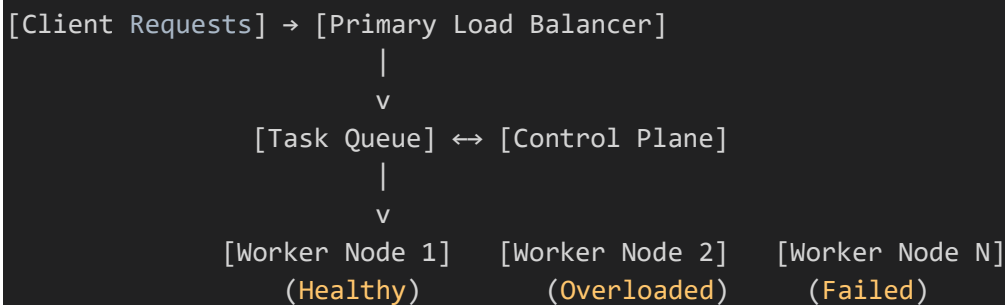 [Client Requests] → [Primary Load Balancer]
|
v
[Task Queue] ↔ [Control Plane]
|
v
[Worker Node 1] [Worker Node 2] [Worker Node N]
(Healthy) (Overloaded) (Failed)